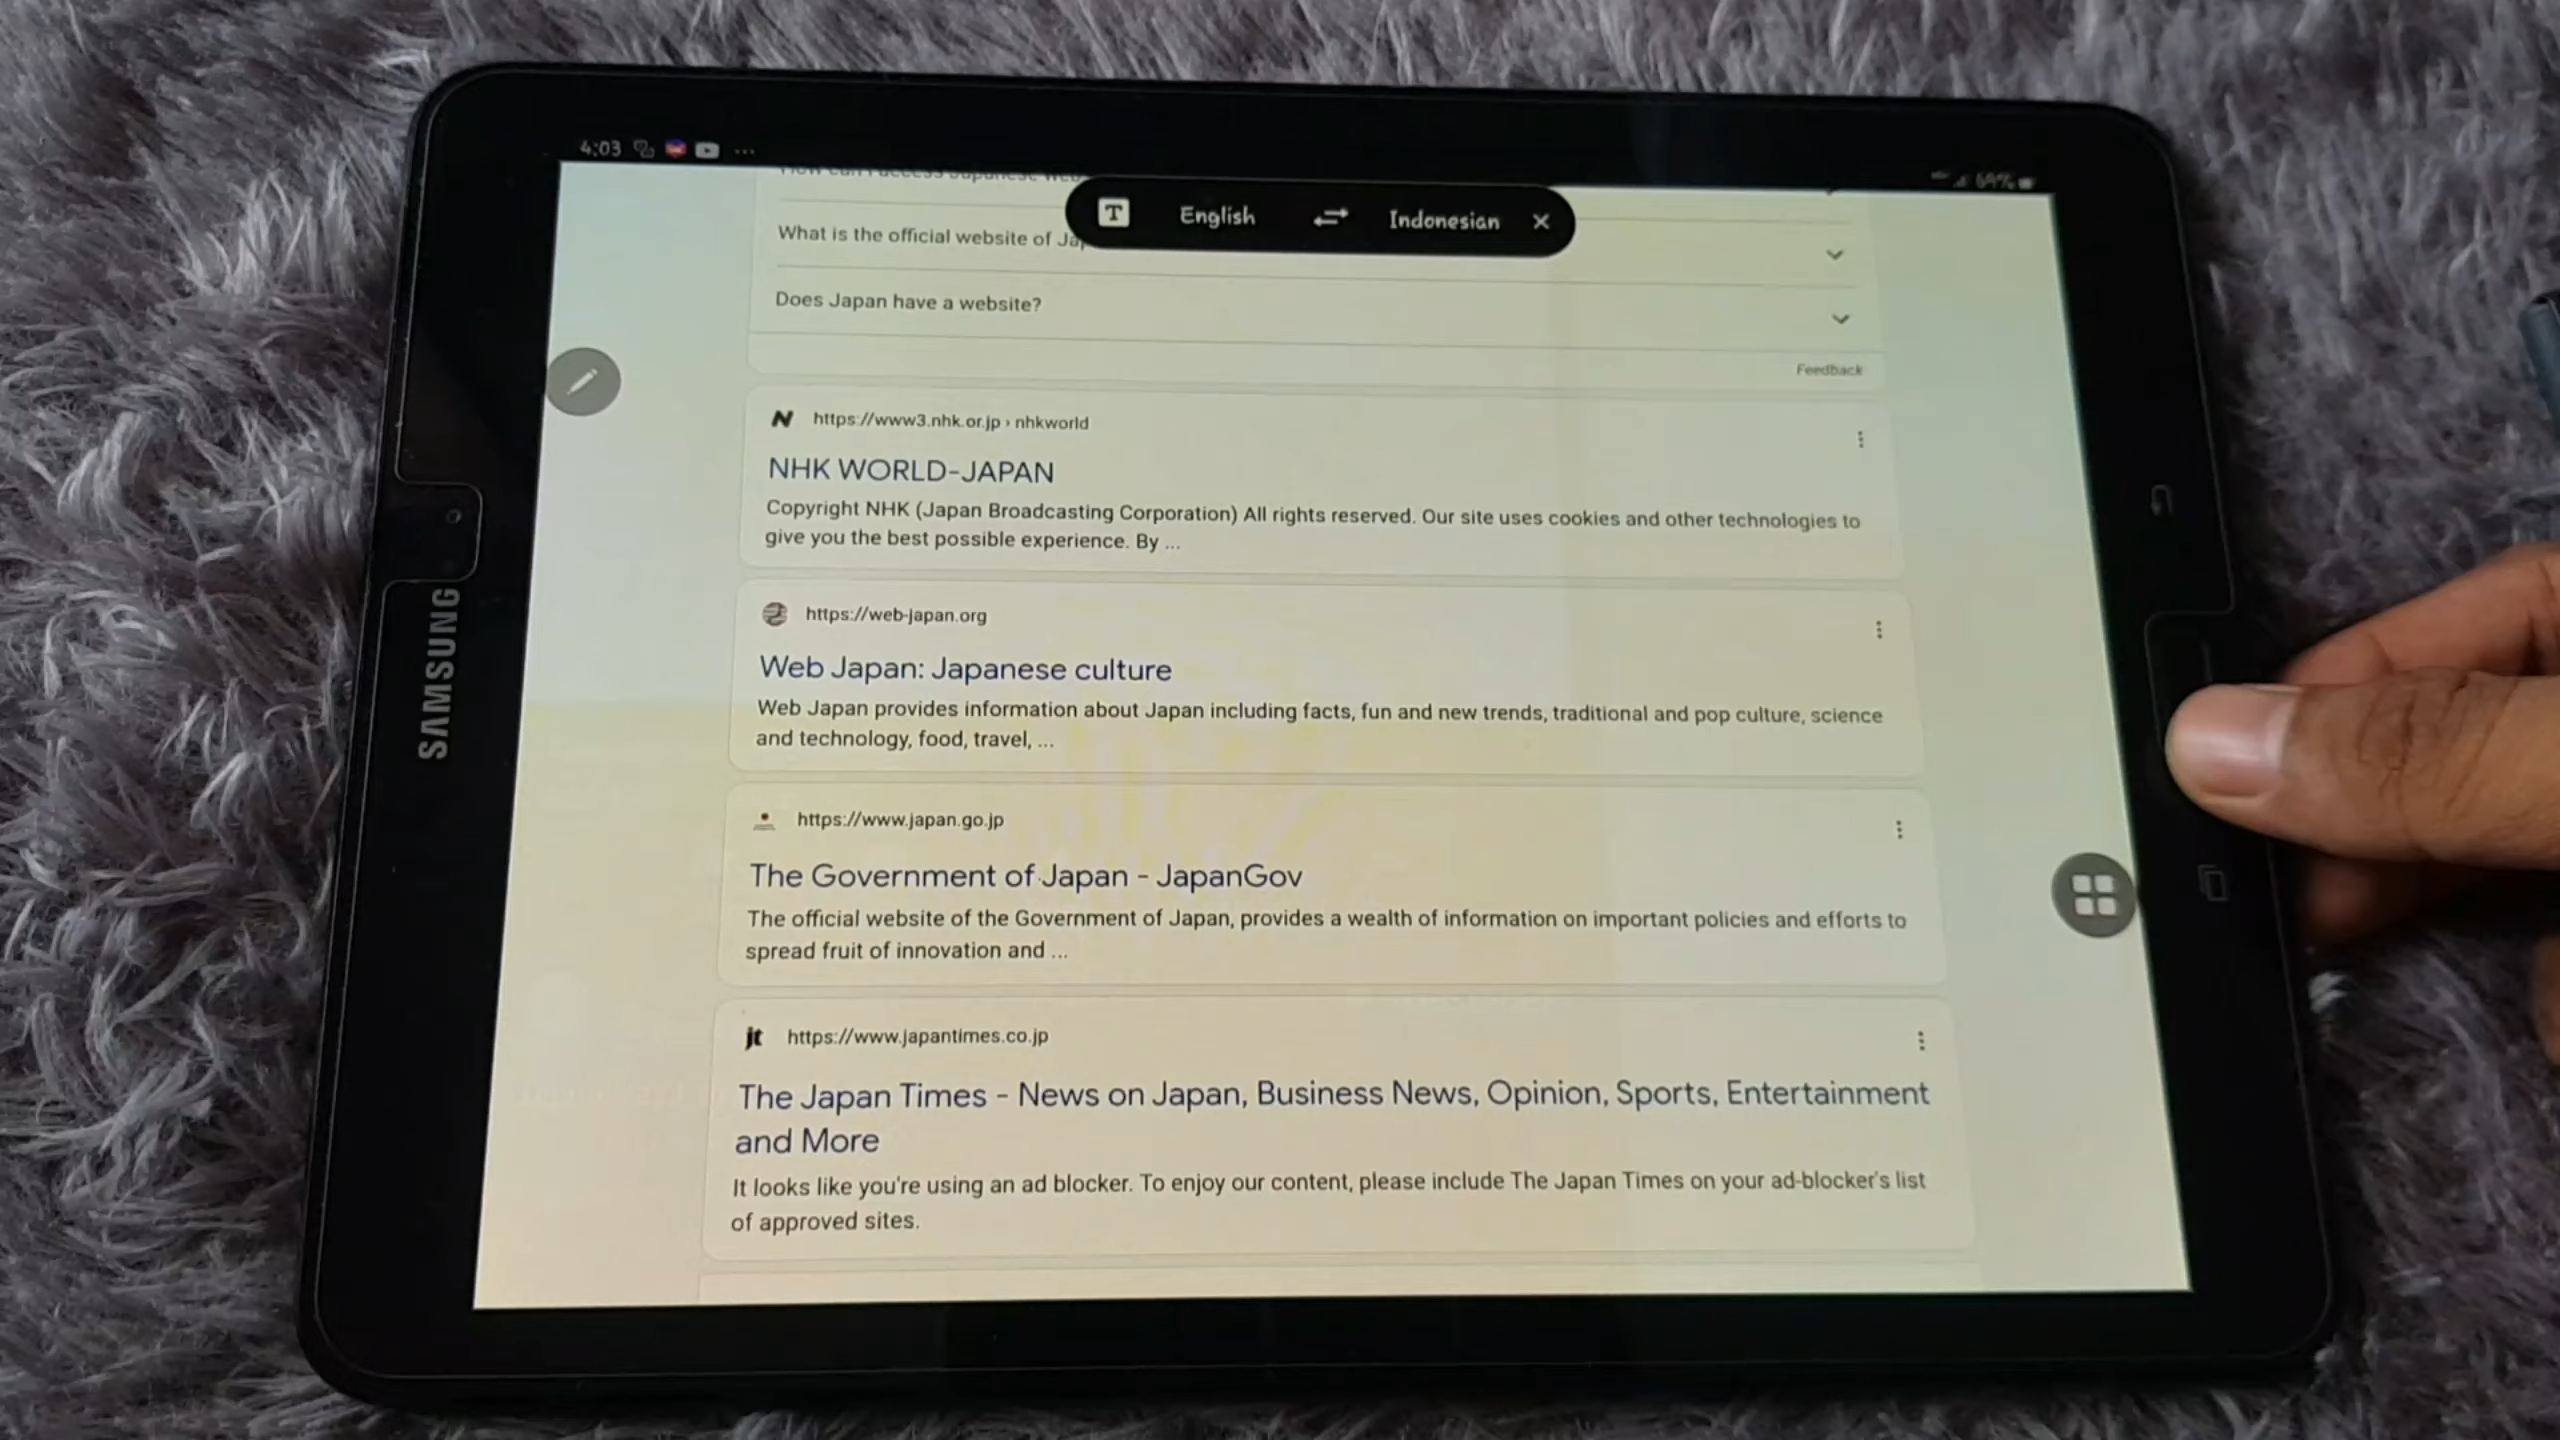 4:03
69%
English
Indonesian
What is the official website of Ja
Does Japan have a website?
Feedback
https://www3.nhk.or.jp › nhkworld
NHK WORLD-JAPAN
Copyright NHK (Japan Broadcasting Corporation) All rights reserved. Our site uses cookies and other technologies to
give you the best possible experience. By ...
https://web-japan.org
Web Japan: Japanese culture
Web Japan provides information about Japan including facts, fun and new trends, traditional and pop culture, science
and technology, food, travel, ...
https://www.japan.go.jp
The Government of Japan - JapanGov
The official website of the Government of Japan, provides a wealth of information on important policies and efforts to
spread fruit of innovation and ...
jt https://www.japantimes.co.jp
The Japan Times - News on Japan, Business News, Opinion, Sports, Entertainment
and More
It looks like you're using an ad blocker. To enjoy our content, please include The Japan Times on your ad-blocker's list
of approved sites.
SAMSUNG